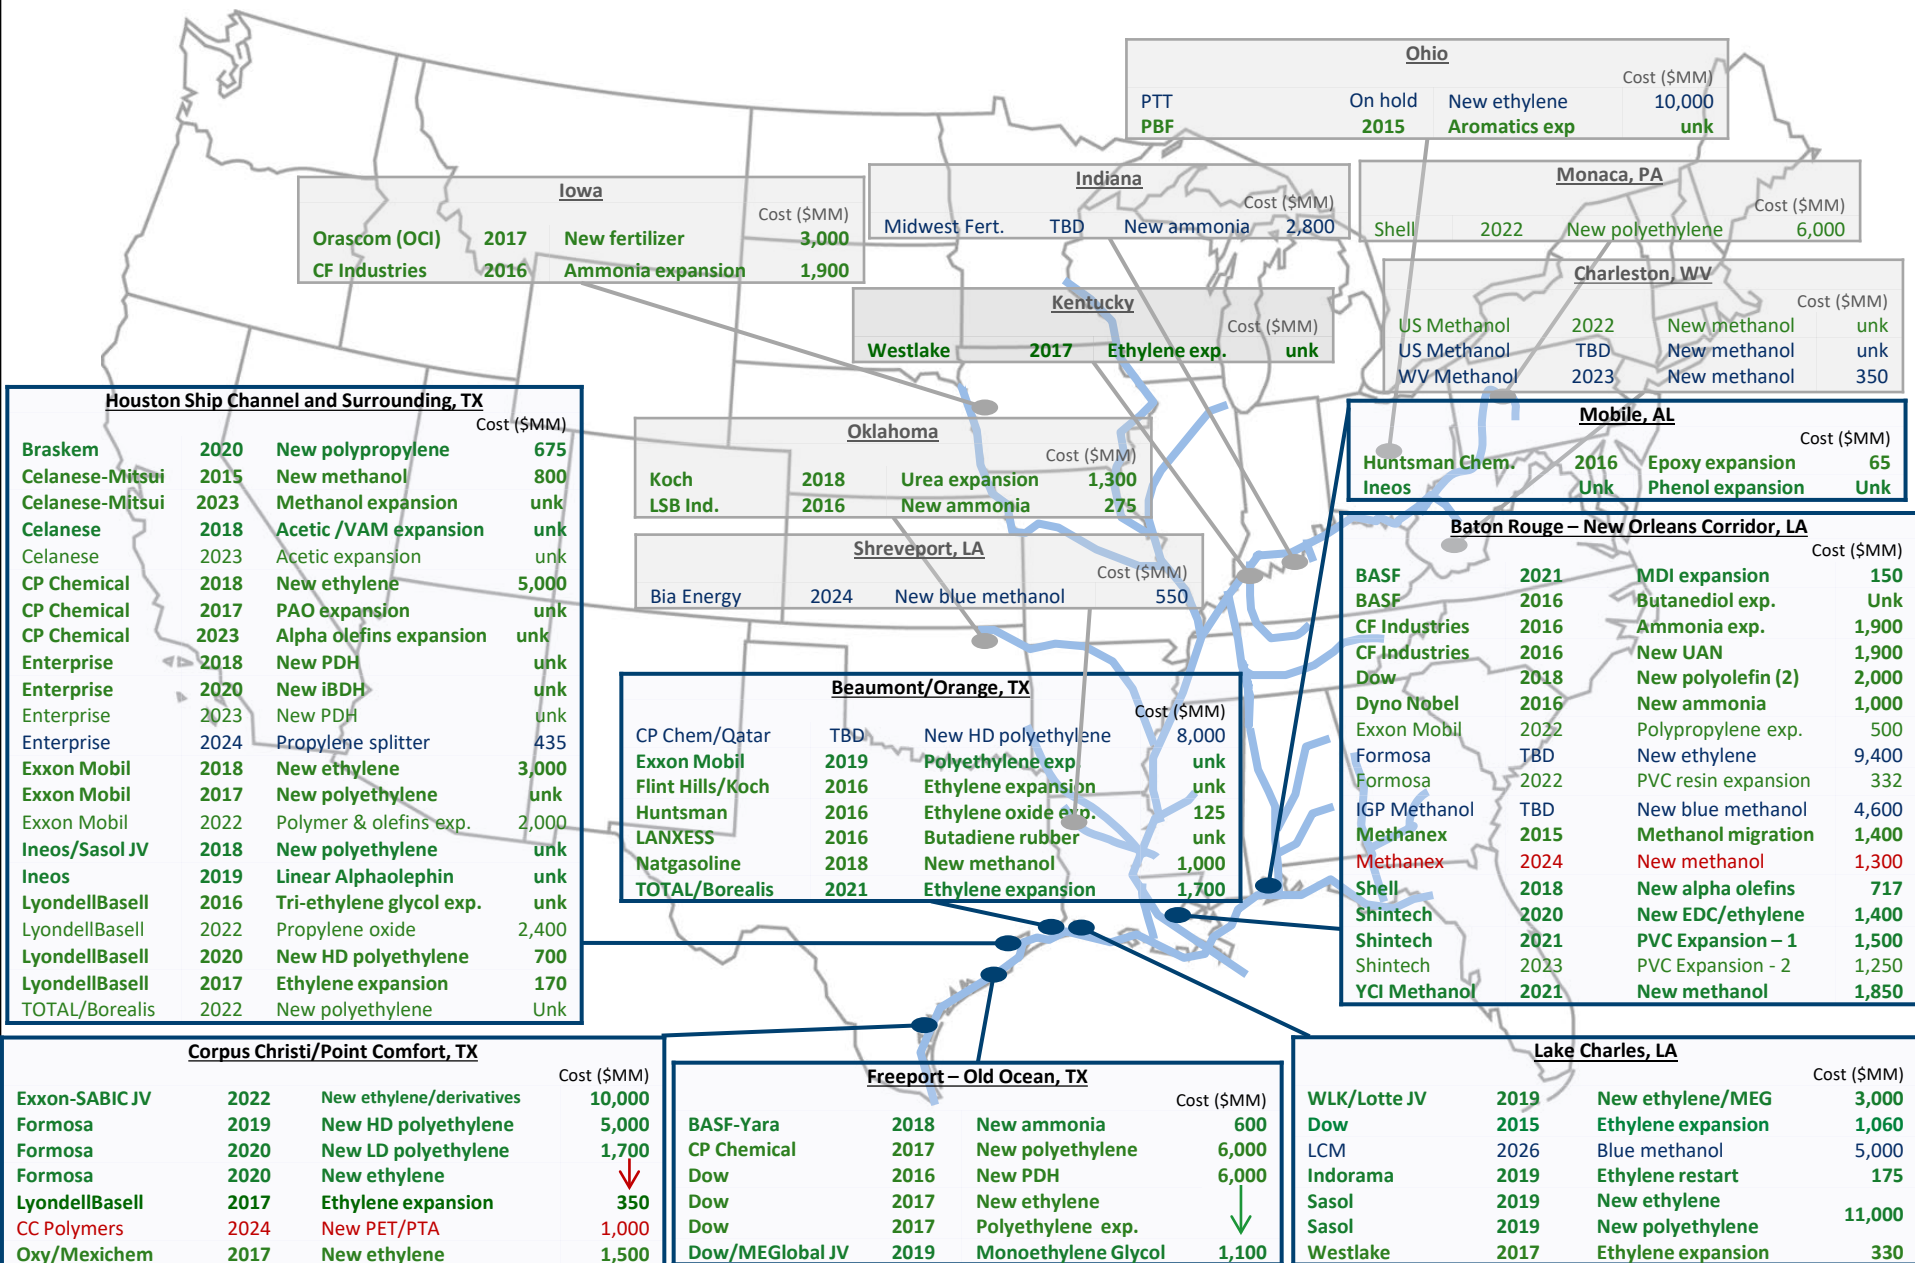 Ohio
Cost ($MM)
PTT On hold New ethylene 10,000
PBF 2015 Aromatics exp unk
Iowa
Cost ($MM)
Orascom (OCI) 2017 New fertilizer 3,000
CF Industries 2016 Ammonia expansion 1,900
Indiana
Cost ($MM)
Midwest Fert. TBD New ammonia 2,800
Monaca, PA
Cost ($MM)
Shell 2022 New polyethylene 6,000
Charleston, WV
Cost ($MM)
US Methanol 2022 New methanol unk
US Methanol TBD New methanol unk
WV Methanol 2023 New methanol 350
Kentucky
Cost ($MM)
Westlake 2017 Ethylene exp. unk
Houston Ship Channel and Surrounding, TX
Cost ($MM)
Braskem 2020 New polypropylene 675
Celanese-Mitsui 2015 New methanol 800
Celanese-Mitsui 2023 Methanol expansion unk
Celanese 2018 Acetic /VAM expansion unk
Celanese 2023 Acetic expansion unk
CP Chemical 2018 New ethylene 5,000
CP Chemical 2017 PAO expansion unk
CP Chemical 2023 Alpha olefins expansion unk
Enterprise 2018 New PDH unk
Enterprise 2020 New iBDH unk
Enterprise 2023 New PDH unk
Enterprise 2024 Propylene splitter 435
Exxon Mobil 2018 New ethylene 3,000
Exxon Mobil 2017 New polyethylene unk
Exxon Mobil 2022 Polymer & olefins exp. 2,000
Ineos/Sasol JV 2018 New polyethylene unk
Ineos 2019 Linear Alphaolephin unk
LyondellBasell 2016 Tri-ethylene glycol exp. unk
LyondellBasell 2022 Propylene oxide 2,400
LyondellBasell 2020 New HD polyethylene 700
LyondellBasell 2017 Ethylene expansion 170
TOTAL/Borealis 2022 New polyethylene Unk
Oklahoma
Cost ($MM)
Koch 2018 Urea expansion 1,300
LSB Ind. 2016 New ammonia 275
Shreveport, LA
Cost ($MM)
Bia Energy 2024 New blue methanol 550
Mobile, AL
Cost ($MM)
Huntsman Chem. 2016 Epoxy expansion 65
Ineos Unk Phenol expansion Unk
Baton Rouge – New Orleans Corridor, LA
Cost ($MM)
BASF 2021 MDI expansion 150
BASF 2016 Butanediol exp. Unk
CF Industries 2016 Ammonia exp. 1,900
CF Industries 2016 New UAN 1,900
Dow 2018 New polyolefin (2) 2,000
Dyno Nobel 2016 New ammonia 1,000
Exxon Mobil 2022 Polypropylene exp. 500
Formosa TBD New ethylene 9,400
Formosa 2022 PVC resin expansion 332
IGP Methanol TBD New blue methanol 4,600
Methanex 2015 Methanol migration 1,400
Methanex 2024 New methanol 1,300
Shell 2018 New alpha olefins 717
Shintech 2020 New EDC/ethylene 1,400
Shintech 2021 PVC Expansion – 1 1,500
Shintech 2023 PVC Expansion - 2 1,250
YCI Methanol 2021 New methanol 1,850
Beaumont/Orange, TX
Cost ($MM)
CP Chem/Qatar TBD New HD polyethylene 8,000
Exxon Mobil 2019 Polyethylene exp. unk
Flint Hills/Koch 2016 Ethylene expansion unk
Huntsman 2016 Ethylene oxide exp. 125
LANXESS 2016 Butadiene rubber unk
Natgasoline 2018 New methanol 1,000
TOTAL/Borealis 2021 Ethylene expansion 1,700
Corpus Christi/Point Comfort, TX
Cost ($MM)
Exxon-SABIC JV 2022 New ethylene/derivatives 10,000
Formosa 2019 New HD polyethylene 5,000
Formosa 2020 New LD polyethylene 1,700
Formosa 2020 New ethylene
LyondellBasell 2017 Ethylene expansion 350
CC Polymers 2024 New PET/PTA 1,000
Oxy/Mexichem 2017 New ethylene 1,500
Freeport – Old Ocean, TX
Cost ($MM)
BASF-Yara 2018 New ammonia 600
CP Chemical 2017 New polyethylene 6,000
Dow 2016 New PDH 6,000
Dow 2017 New ethylene
Dow 2017 Polyethylene exp.
Dow/MEGlobal JV 2019 Monoethylene Glycol 1,100
Lake Charles, LA
Cost ($MM)
WLK/Lotte JV 2019 New ethylene/MEG 3,000
Dow 2015 Ethylene expansion 1,060
LCM 2026 Blue methanol 5,000
Indorama 2019 Ethylene restart 175
Sasol 2019 New ethylene
11,000
Sasol 2019 New polyethylene
Westlake 2017 Ethylene expansion 330